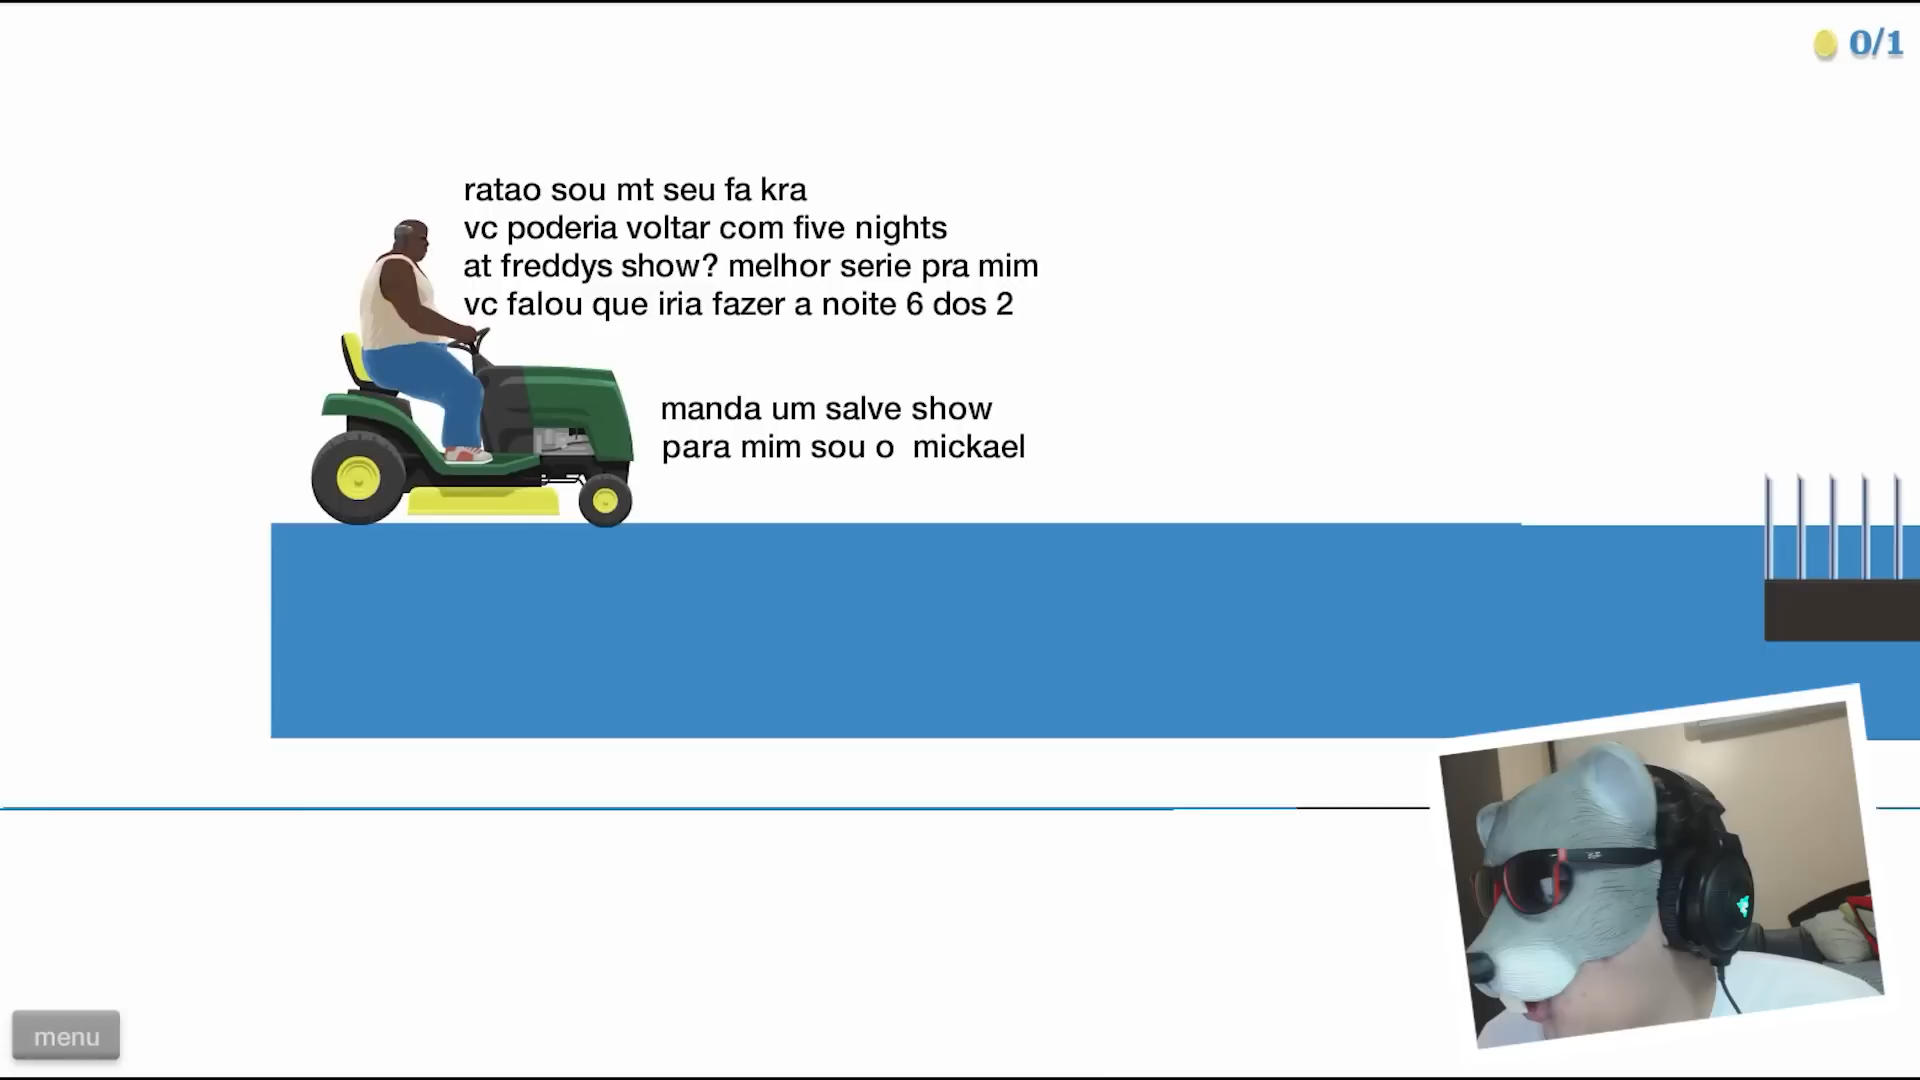 0/1
ratao sou mt seu fa kra
vc poderia voltar com five nights
at freddys show? melhor serie pra mim
vc falou que iria fazer a noite 6 dos 2
manda um salve show
para mim sou o  mickael
menu